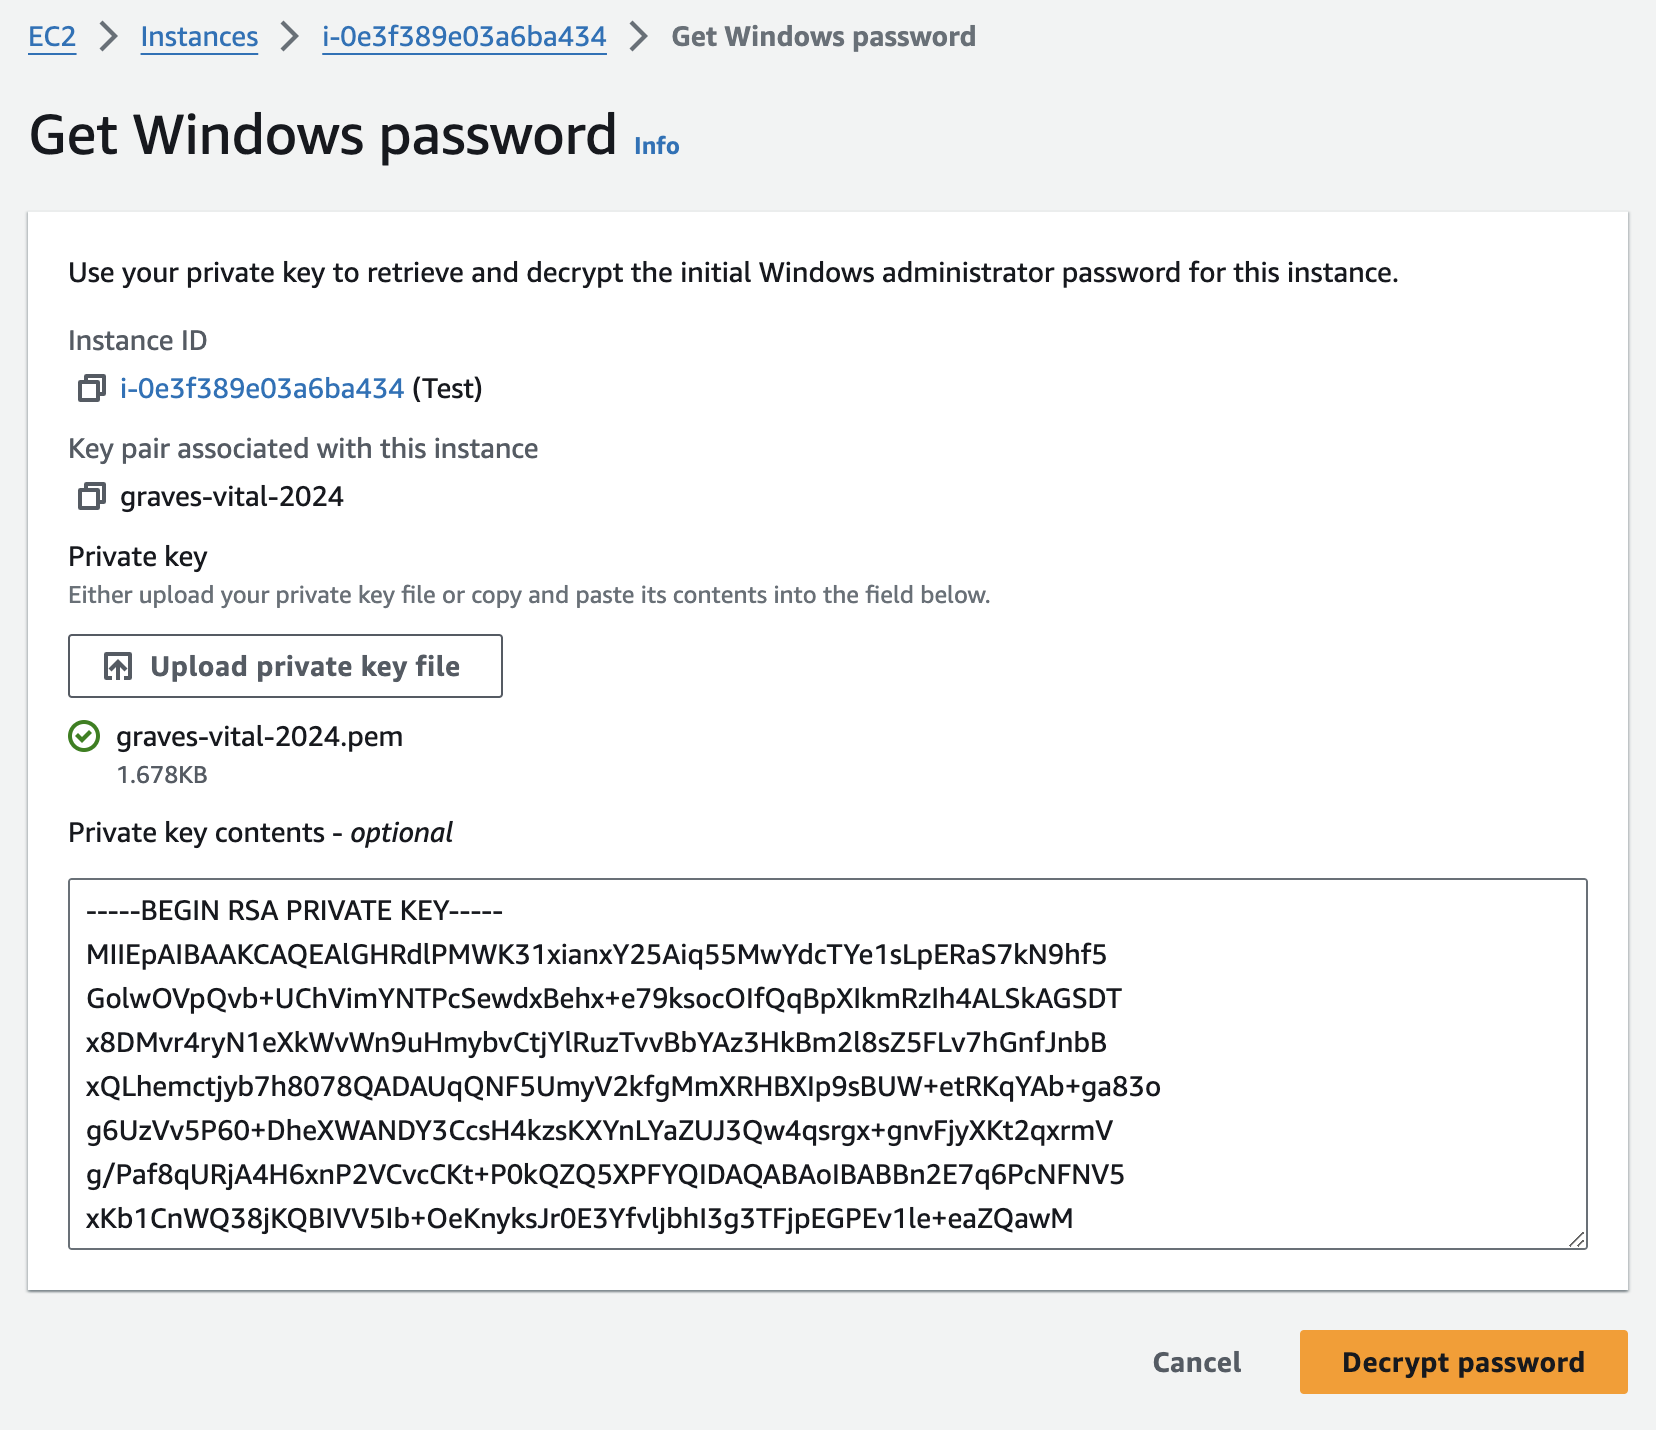 EC2 > Instances > i-0e3f389e03a6ba434 > Get Windows password
Get Windows password Info
Use your private key to retrieve and decrypt the initial Windows administrator password for this instance.
Instance ID
i-0e3f389e03a6ba434 (Test)
Key pair associated with this instance
graves-vital-2024
Private key
Either upload your private key file or copy and paste its contents into the field below.
Upload private key file
graves-vital-2024.pem
1.678KB
Private key contents - optional
-----BEGIN RSA PRIVATE KEY-----
MIIEpAIBAAKCAQEAlGHRdlPMWK31xianxY25Aiq55MwYdcTYe1sLpERaS7kN9hf5
GolwOVpQvb+UChVimYNTPcSewdxBehx+e79ksocOIfQqBpXIkmRzIh4ALSkAGSDT
x8DMvr4ryN1eXkWvWn9uHmybvCtjYlRuzTvvBbYAz3HkBm2l8sZ5FLv7hGnfJnbB
xQLhemctjyb7h8078QADAUqQNF5UmyV2kfgMmXRHBXIp9sBUW+etRKqYAb+ga83o
g6UzVv5P60+DheXWANDY3CcsH4kzsKXYnLYaZUJ3Qw4qsrgx+gnvFjyXKt2qxrmV
g/Paf8qURjA4H6xnP2VCvcCKt+P0kQZQ5XPFYQIDAQABAoIBABBn2E7q6PcNFNV5
xKb1CnWQ38jKQBIVV5Ib+OeKnyksJr0E3YfvljbhI3g3TFjpEGPEv1le+eaZQawM
Cancel
Decrypt password